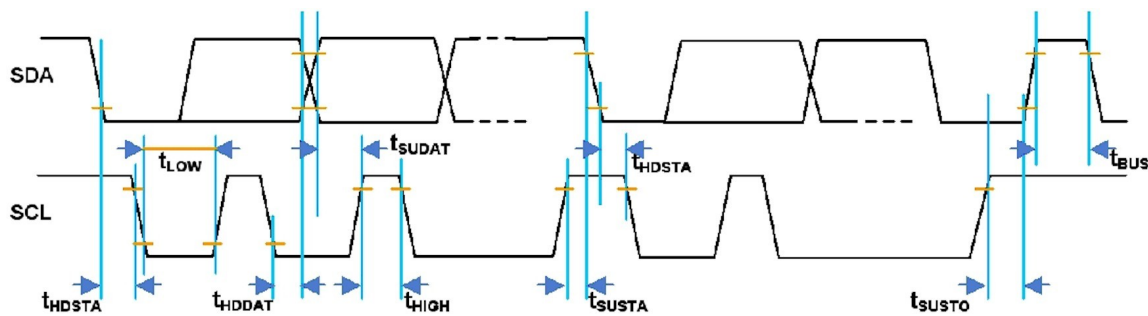 SDA
tSUDAT
tLOW
tHDSTA
tBUS
SCL
tHDSTA
tHDDAT
tHIGH
tSUSTA
tSUSTO